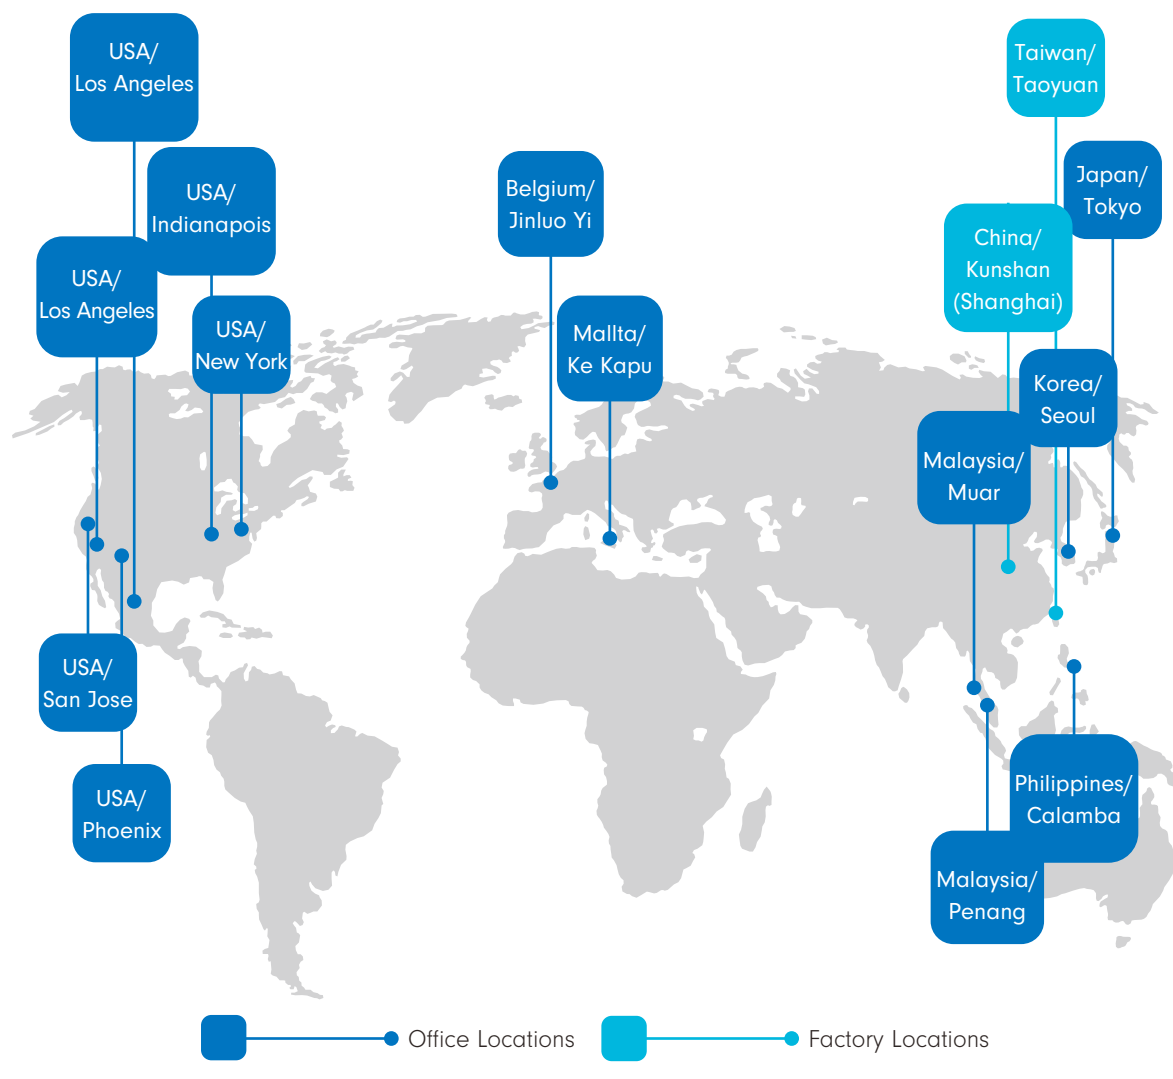 USA/
Los Angeles
USA/
Indianapois
USA/
Los Angeles
USA/
New York
USA/
San Jose
USA/
Phoenix
Belgium/
Jinluo Yi
Mallta/
Ke Kapu
Taiwan/
Taoyuan
Japan/
Tokyo
China/
Kunshan
(Shanghai)
Korea/
Seoul
Malaysia/
Muar
Philippines/
Calamba
Malaysia/
Penang
Office Locations
Factory Locations